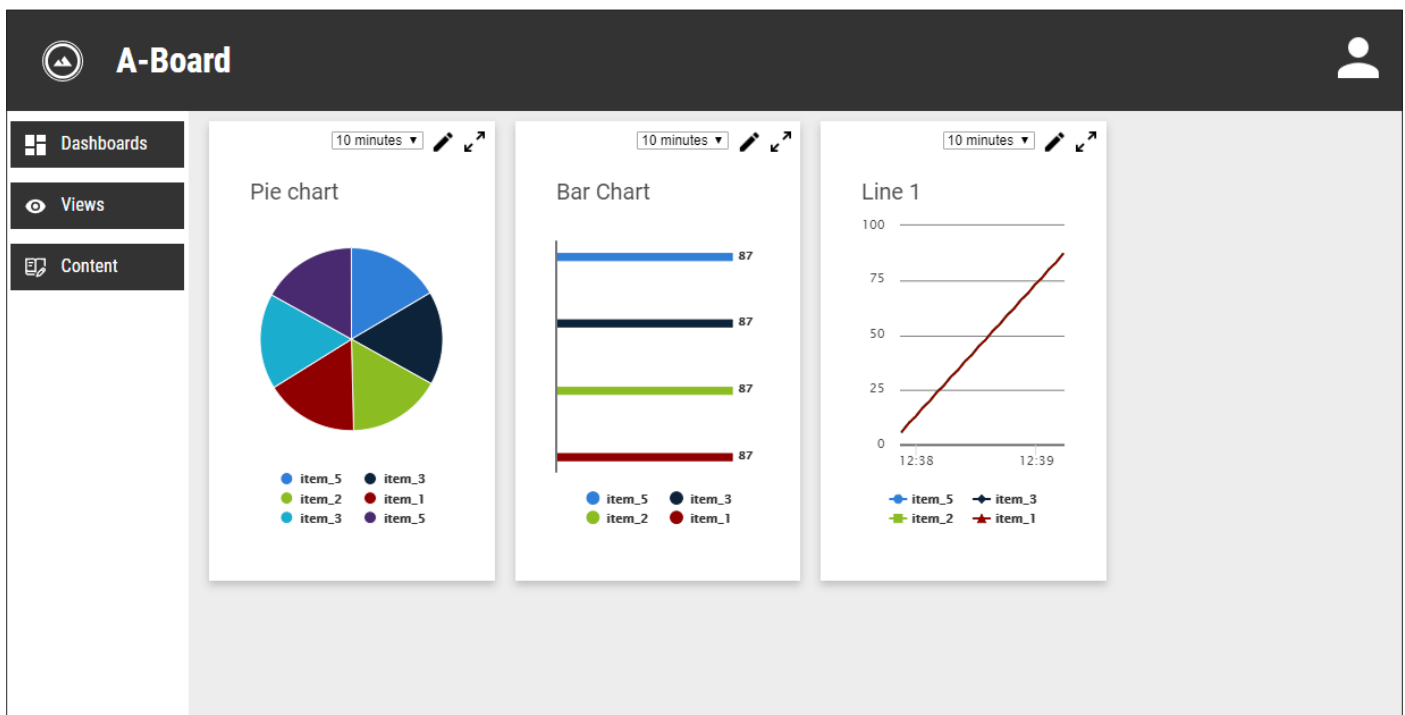 A-Board
Dashboards
Views
Content
10 minutes
Pie chart
item_5 item_3
item_2 item_1
item_3 item_5
10 minutes
Bar Chart
87
87
87
87
item_5 item_3
item_2 item_1
10 minutes
Line 1
100
75
50
25
0
12:38 12:39
item_5 item_3
item_2 item_1